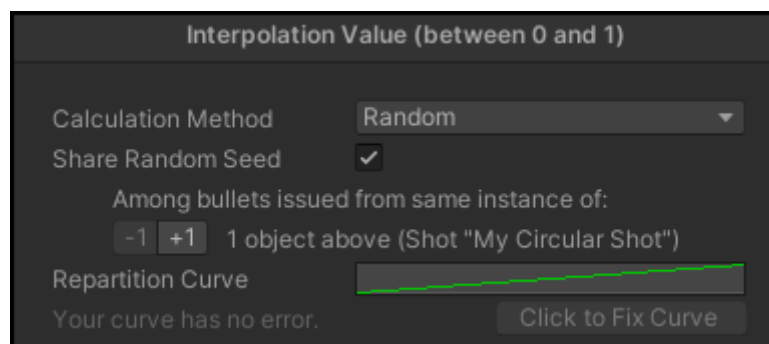 Interpolation Value (between 0 and 1)
Calculation Method Random
Share Random Seed
Among bullets issued from same instance of:
-1 +1 1 object above (Shot "My Circular Shot")
Repartition Curve
Your curve has no error. Click to Fix Curve